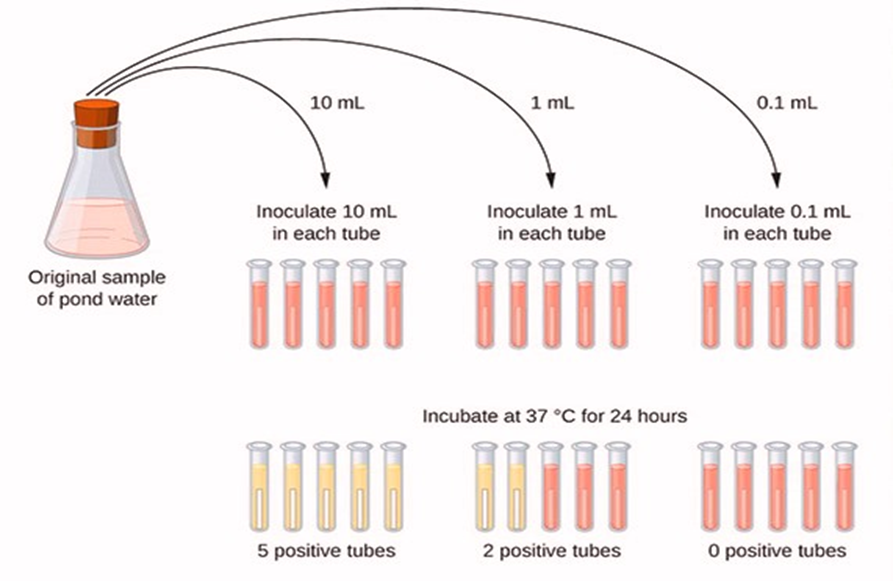 10 mL
1 mL
0.1 mL
Inoculate 10 mL
in each tube
Inoculate 1 mL
in each tube
Inoculate 0.1 mL
in each tube
Original sample
of pond water
Incubate at 37 °C for 24 hours
5 positive tubes
2 positive tubes
0 positive tubes